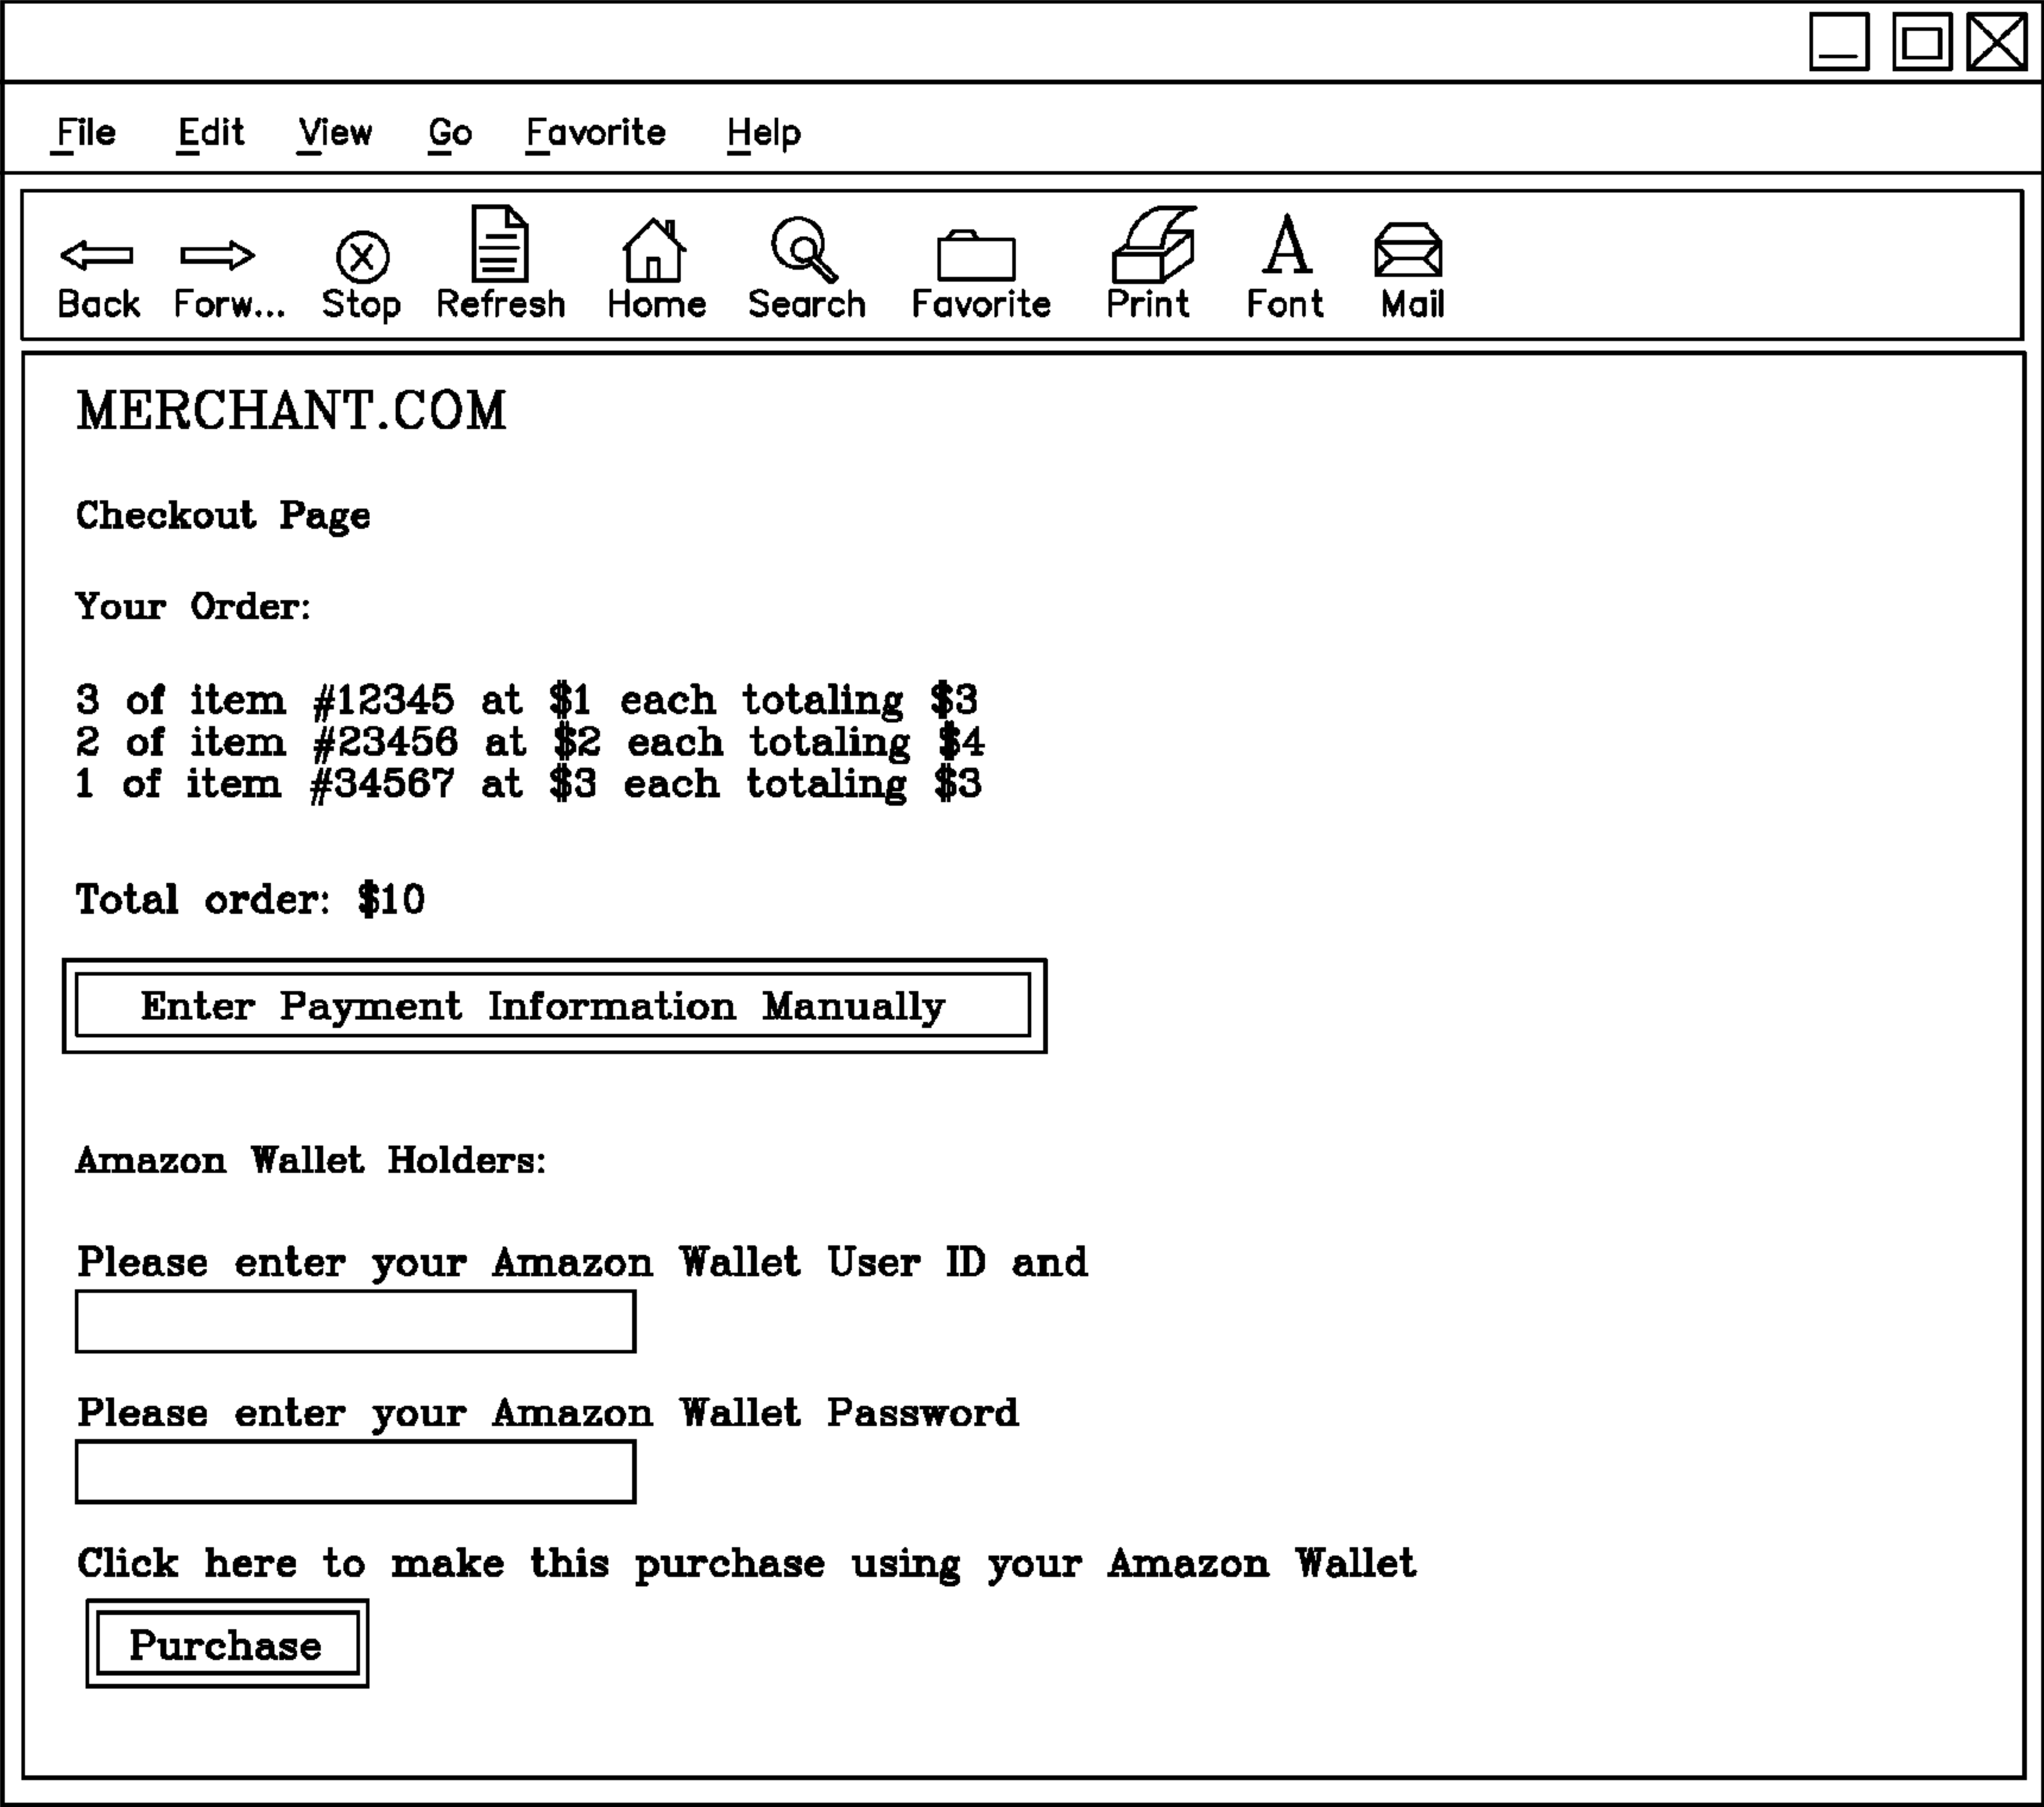 File Edit View Go Favorite Help
Back Forw... Stop Refresh Home Search Favorite Print Font Mail
MERCHANT.COM
Checkout Page
Your Order:
3 of item #12345 at $1 each totaling $3
2 of item #23456 at $2 each totaling $4
1 of item #34567 at $3 each totaling $3
Total order: $10
Enter Payment Information Manually
Amazon Wallet Holders:
Please enter your Amazon Wallet User ID and
Please enter your Amazon Wallet Password
Click here to make this purchase using your Amazon Wallet
Purchase